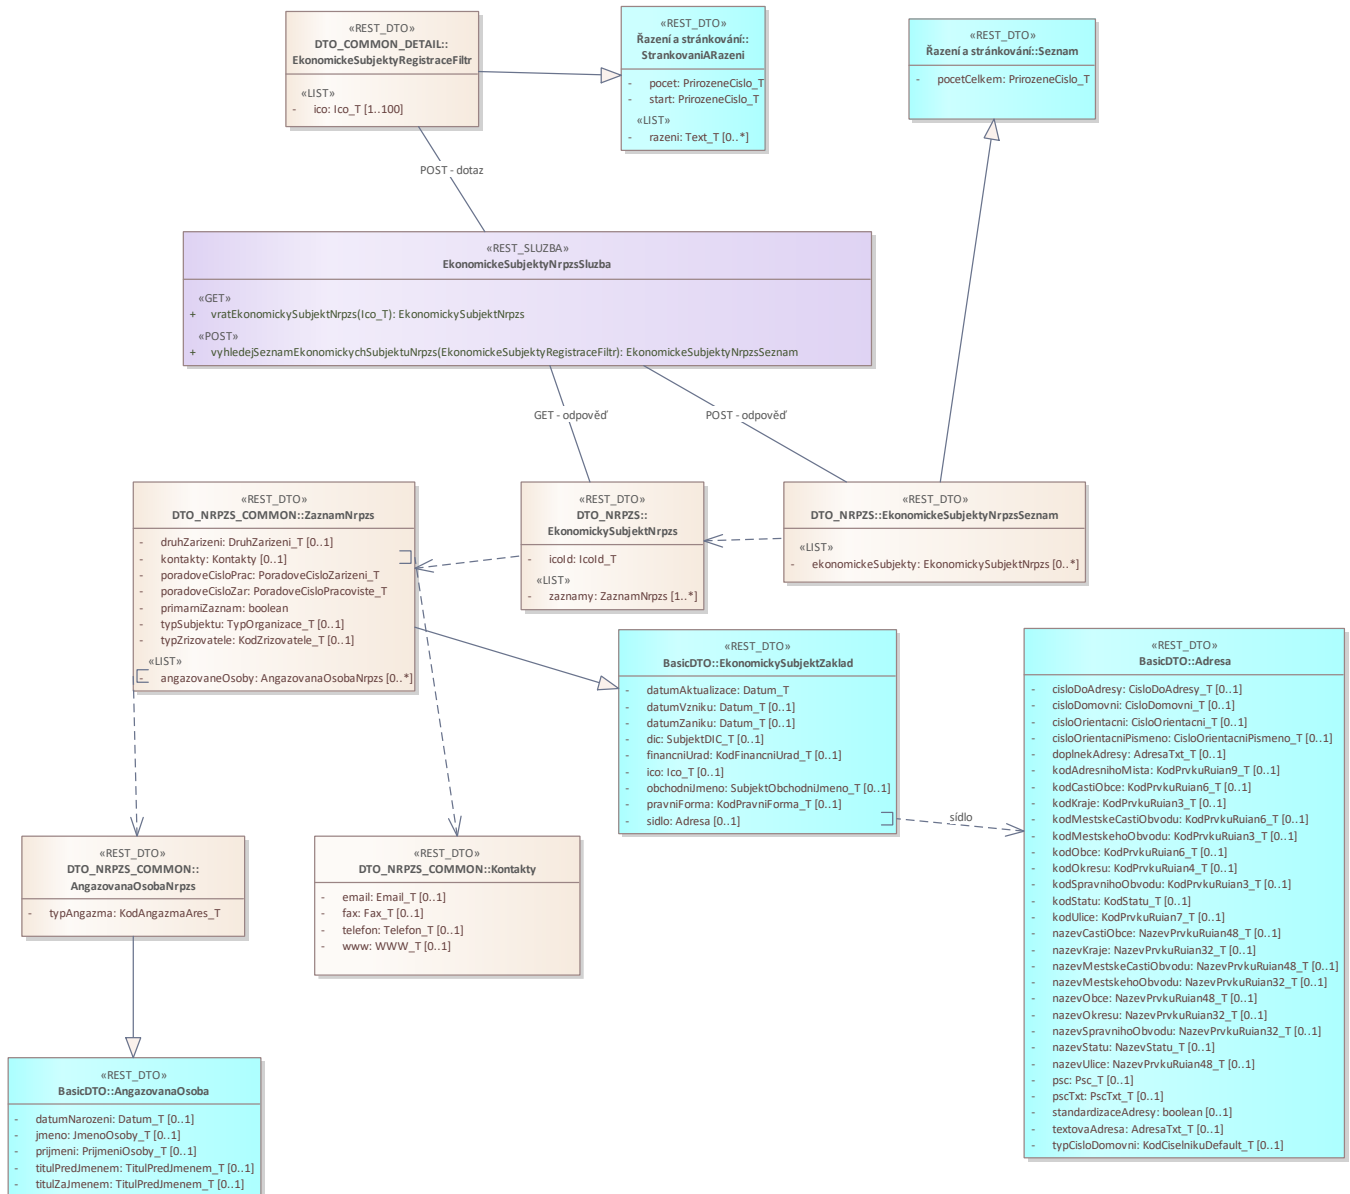 «REST_DTO»
DTO_COMMON_DETAIL::
EkonomickeSubjektyRegistraceFiltr
«LIST»
- ico: Ico_T [1..100]
«REST_DTO»
Řazení a stránkování::
StrankovaniARazeni
- pocet: PrirozeneCislo_T
- start: PrirozeneCislo_T
«LIST»
- razeni: Text_T [0..*]
«REST_DTO»
Řazení a stránkování::Seznam
- pocetCelkem: PrirozeneCislo_T
POST - dotaz
«REST_SLUZBA»
EkonomickeSubjektyNrpzsSluzba
«GET»
+ vratEkonomickySubjektNrpzs(Ico_T): EkonomickySubjektNrpzs
«POST»
+ vyhledejSeznamEkonomickychSubjektuNrpzs(EkonomickeSubjektyRegistraceFiltr): EkonomickeSubjektyNrpzsSeznam
GET - odpověď
POST - odpověď
«REST_DTO»
DTO_NRPZS_COMMON::ZaznamNrpzs
- druhZarizeni: DruhZarizeni_T [0..1]
- kontakty: Kontakty [0..1]
- poradoveCisloPrac: PoradoveCisloZarizeni_T
- poradoveCisloZar: PoradoveCisloPracoviste_T
- primarniZaznam: boolean
- typSubjektu: TypOrganizace_T [0..1]
- typZrizovatele: KodZrizovatele_T [0..1]
«LIST»
- angazovaneOsoby: AngazovanaOsobaNrpzs [0..*]
«REST_DTO»
DTO_NRPZS::
EkonomickySubjektNrpzs
- icoId: IcoId_T
«LIST»
- zaznamy: ZaznamNrpzs [1..*]
«REST_DTO»
DTO_NRPZS::EkonomickeSubjektyNrpzsSeznam
«LIST»
- ekonomickeSubjekty: EkonomickySubjektNrpzs [0..*]
«REST_DTO»
BasicDTO::EkonomickySubjektZaklad
- datumAktualizace: Datum_T
- datumVzniku: Datum_T [0..1]
- datumZaniku: Datum_T [0..1]
- dic: SubjektDIC_T [0..1]
- financniUrad: KodFinancniUrad_T [0..1]
- ico: Ico_T [0..1]
- obchodniJmeno: SubjektObchodniJmeno_T [0..1]
- pravniForma: KodPravniForma_T [0..1]
- sidlo: Adresa [0..1]
sídlo
«REST_DTO»
BasicDTO::Adresa
- cisloDoAdresy: CisloDoAdresy_T [0..1]
- cisloDomovni: CisloDomovni_T [0..1]
- cisloOrientacni: CisloOrientacni_T [0..1]
- cisloOrientacniPismeno: CisloOrientacniPismeno_T [0..1]
- doplnekAdresy: AdresaTxt_T [0..1]
- kodAdresnihoMista: KodPrvkuRuian9_T [0..1]
- kodCastiObce: KodPrvkuRuian6_T [0..1]
- kodKraje: KodPrvkuRuian3_T [0..1]
- kodMestskeCastiObvodu: KodPrvkuRuian6_T [0..1]
- kodMestskehoObvodu: KodPrvkuRuian3_T [0..1]
- kodObce: KodPrvkuRuian6_T [0..1]
- kodOkresu: KodPrvkuRuian4_T [0..1]
- kodSpravnihoObvodu: KodPrvkuRuian3_T [0..1]
- kodStatu: KodStatu_T [0..1]
- kodUlice: KodPrvkuRuian7_T [0..1]
- nazevCastiObce: NazevPrvkuRuian48_T [0..1]
- nazevKraje: NazevPrvkuRuian32_T [0..1]
- nazevMestskeCastiObvodu: NazevPrvkuRuian48_T [0..1]
- nazevMestskehoObvodu: NazevPrvkuRuian32_T [0..1]
- nazevObce: NazevPrvkuRuian48_T [0..1]
- nazevOkresu: NazevPrvkuRuian32_T [0..1]
- nazevSpravnihoObvodu: NazevPrvkuRuian32_T [0..1]
- nazevStatu: NazevStatu_T [0..1]
- nazevUlice: NazevPrvkuRuian48_T [0..1]
- psc: Psc_T [0..1]
- pscTxt: PscTxt_T [0..1]
- standardizaceAdresy: boolean [0..1]
- textovaAdresa: AdresaTxt_T [0..1]
- typCisloDomovni: KodCiselnikuDefault_T [0..1]
«REST_DTO»
DTO_NRPZS_COMMON::
AngazovanaOsobaNrpzs
- typAngazma: KodAngazmaAres_T
«REST_DTO»
DTO_NRPZS_COMMON::Kontakty
- email: Email_T [0..1]
- fax: Fax_T [0..1]
- telefon: Telefon_T [0..1]
- www: WWW_T [0..1]
«REST_DTO»
BasicDTO::AngazovanaOsoba
- datumNarozeni: Datum_T [0..1]
- jmeno: JmenoOsoby_T [0..1]
- prijmeni: PrijmeniOsoby_T [0..1]
- titulPredJmenem: TitulPredJmenem_T [0..1]
- titulZaJmenem: TitulPredJmenem_T [0..1]